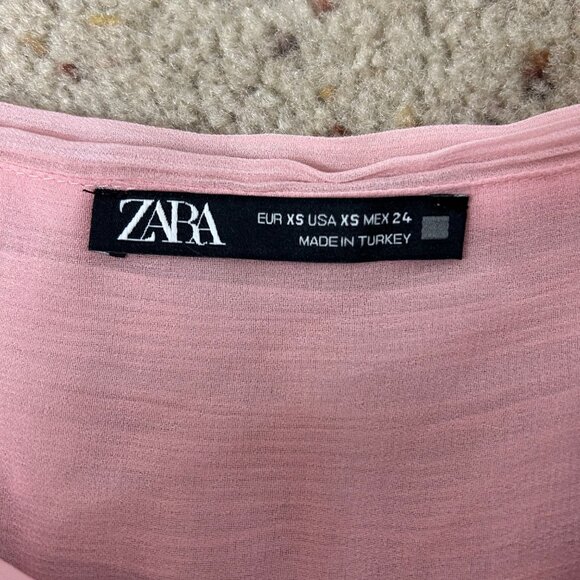 ZARA
EUR XS USA XS MEX 24
MADE IN TURKEY